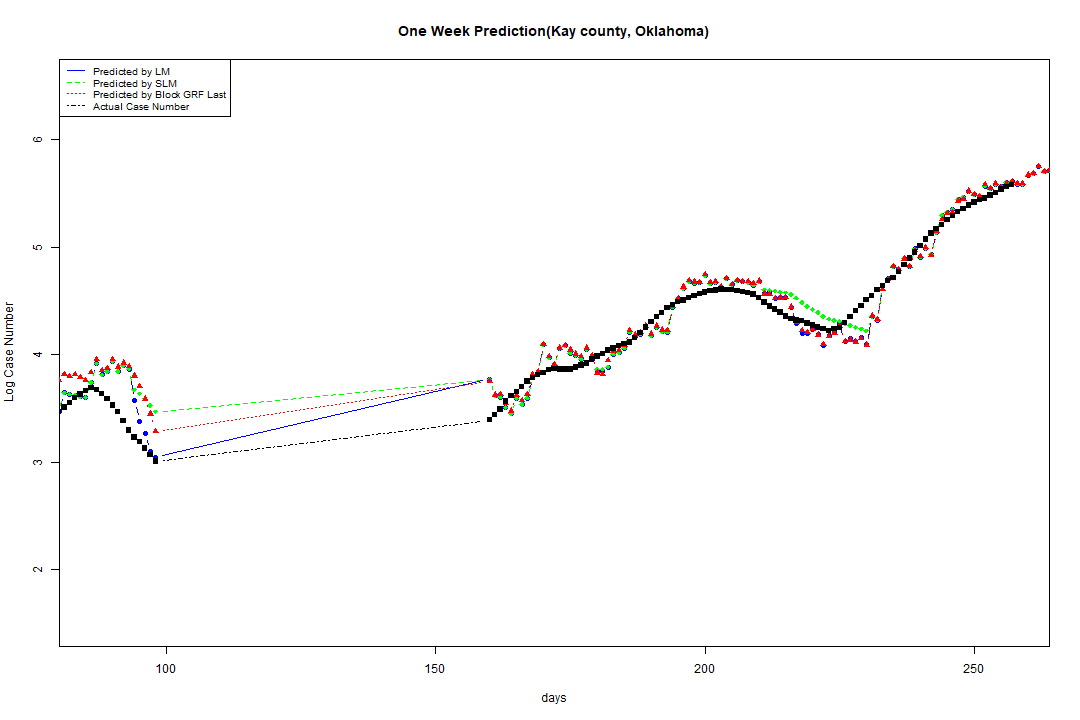 One Week Prediction(Kay county, Oklahoma)
Predicted by LM
Predicted by SLM
Predicted by Block GRF Last
Actual Case Number
6
5
4
3
2
Log Case Number
100 150 200 250
days